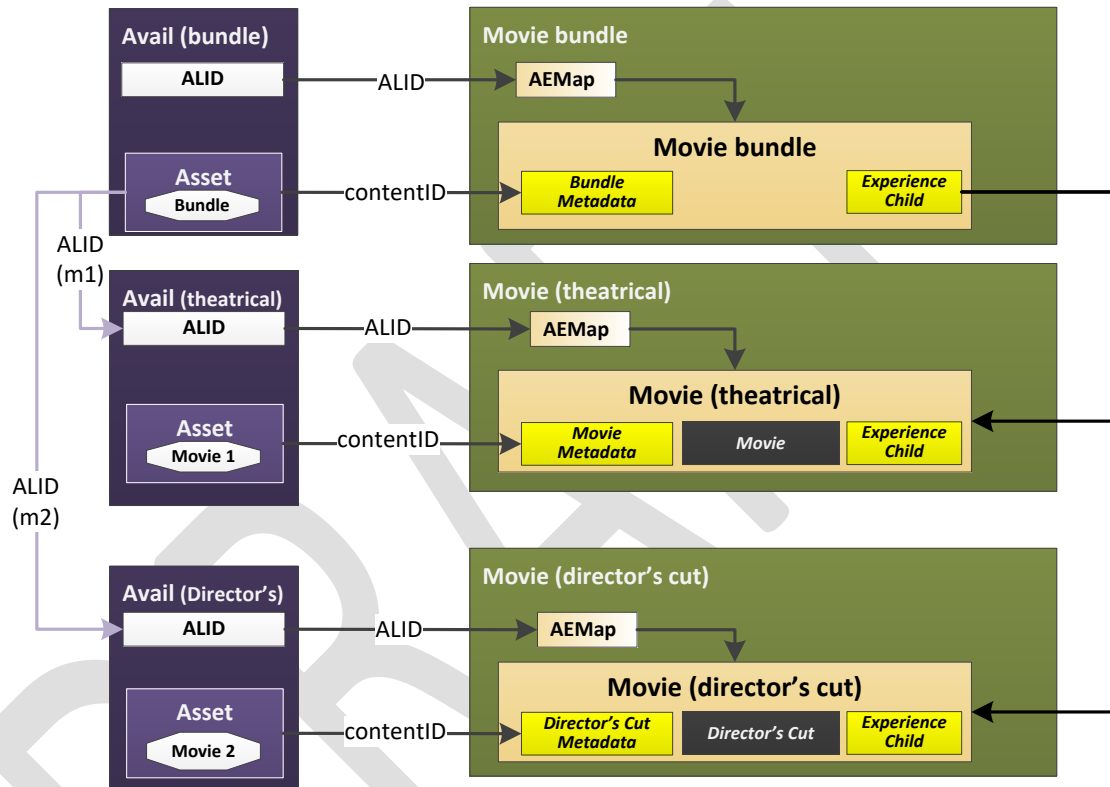 Avail (bundle)
ALID
Asset
Bundle
ALID
contentID
Movie bundle
AEMap
Movie bundle
Bundle
Metadata
Experience
Child
ALID
(m1)
Avail (theatrical)
ALID
Asset
Movie 1
ALID
contentID
Movie (theatrical)
AEMap
Movie (theatrical)
Movie
Metadata
Movie
Experience
Child
ALID
(m2)
Avail (Director's)
ALID
Asset
Movie 2
ALID
contentID
Movie (director's cut)
AEMap
Movie (director's cut)
Director's Cut
Metadata
Director's Cut
Experience
Child